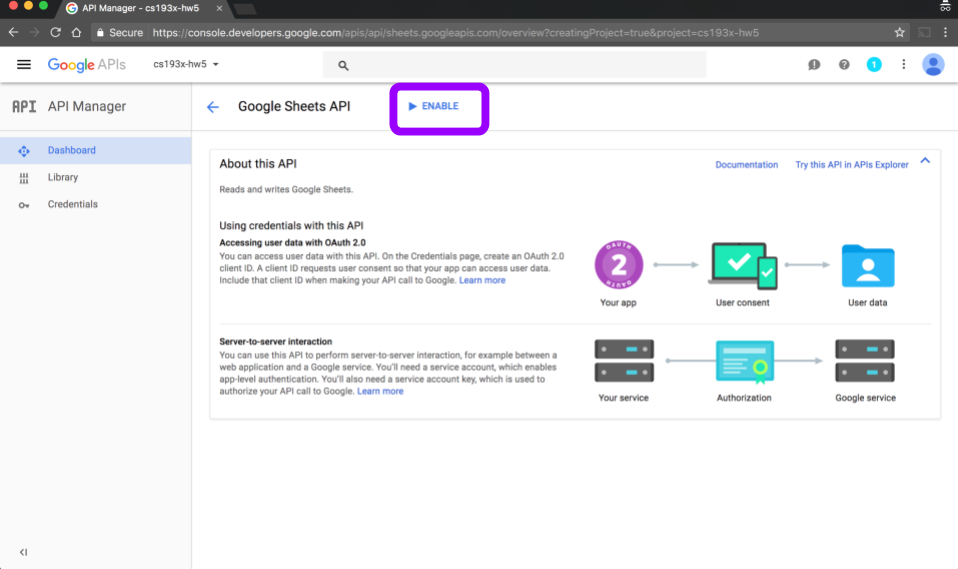 API Manager - cs193x-hw5
Secure https://console.developers.google.com/apis/api/sheets.googleapis.com/overview?creatingProject=true&project=cs193x-hw5
Google APIs cs193x-hw5 1
API API Manager
Google Sheets API ENABLE
Dashboard
Library
Credentials
About this API Documentation Try this API in APIs Explorer
Reads and writes Google Sheets.
Using credentials with this API
Accessing user data with OAuth 2.0
You can access user data with this API. On the Credentials page, create an OAuth 2.0
client ID. A client ID requests user consent so that your app can access user data.
Include that client ID when making your API call to Google. Learn more
OAUTH
2
OAUTH
Your app User consent User data
Server-to-server interaction
You can use this API to perform server-to-server interaction, for example between a
web application and a Google service. You'll need a service account, which enables
app-level authentication. You'll also need a service account key, which is used to
authorize your API call to Google. Learn more
Your service Authorization Google service